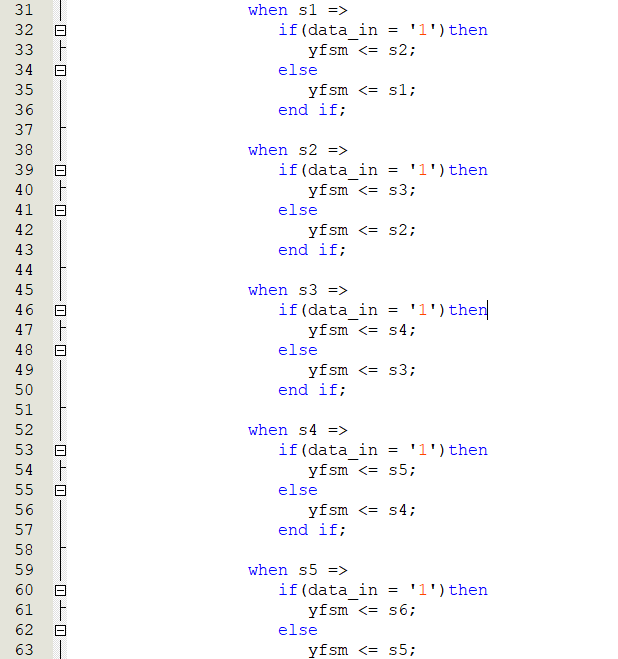 31 when s1 =>
32 if(data_in = '1')then
33 yfsm <= s2;
34 else
35 yfsm <= s1;
36 end if;
37
38 when s2 =>
39 if(data_in = '1')then
40 yfsm <= s3;
41 else
42 yfsm <= s2;
43 end if;
44
45 when s3 =>
46 if(data_in = '1')then
47 yfsm <= s4;
48 else
49 yfsm <= s3;
50 end if;
51
52 when s4 =>
53 if(data_in = '1')then
54 yfsm <= s5;
55 else
56 yfsm <= s4;
57 end if;
58
59 when s5 =>
60 if(data_in = '1')then
61 yfsm <= s6;
62 else
63 yfsm <= s5;